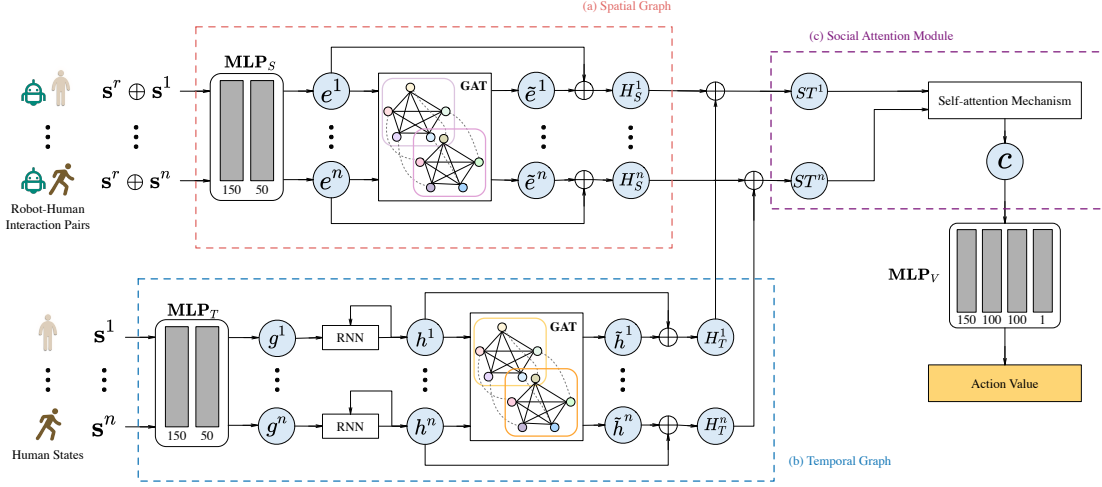 (a) Spatial Graph
(c) Social Attention Module
MLP_S
GAT
s^r ⊕ s^1
e^1
ẽ^1
H_S^1
ST^1
Self-attention Mechanism
150 50
c
s^r ⊕ s^n
e^n
ẽ^n
H_S^n
ST^n
Robot-Human
Interaction Pairs
MLP_V
150 100 100 1
MLP_T
GAT
s^1
g^1
RNN
h^1
h̃^1
H_T^1
Action Value
s^n
g^n
RNN
h^n
h̃^n
H_T^n
150 50
Human States
(b) Temporal Graph